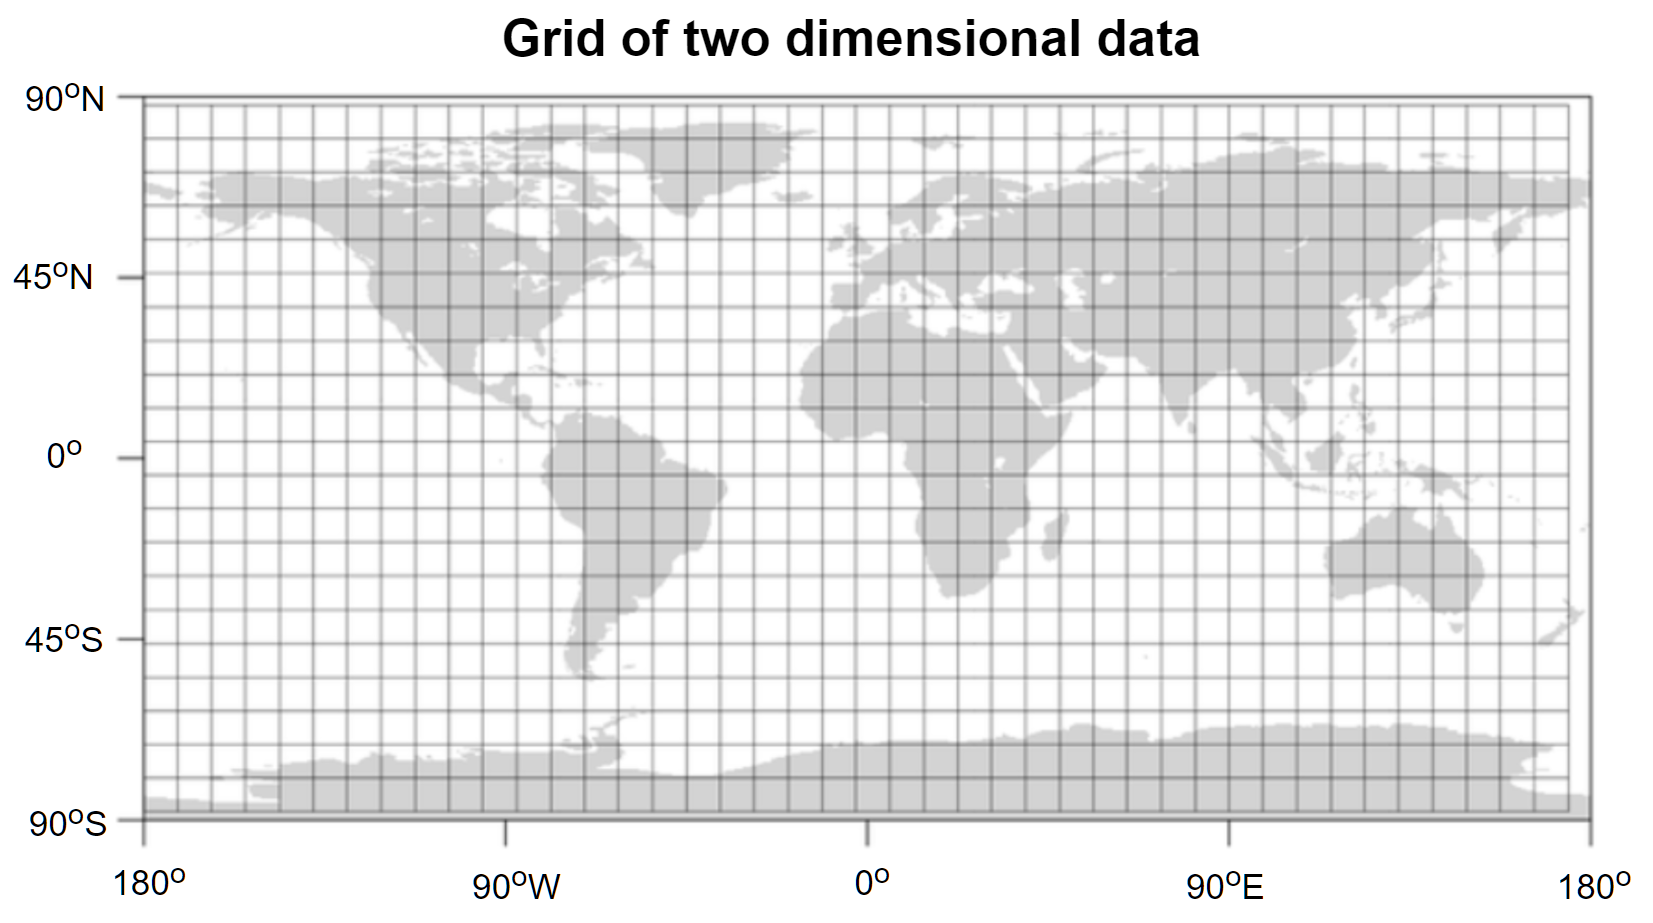 Grid of two dimensional data
90ºN
45ºN
0º
45ºS
90ºS
180º 90ºW 0º 90ºE 180º